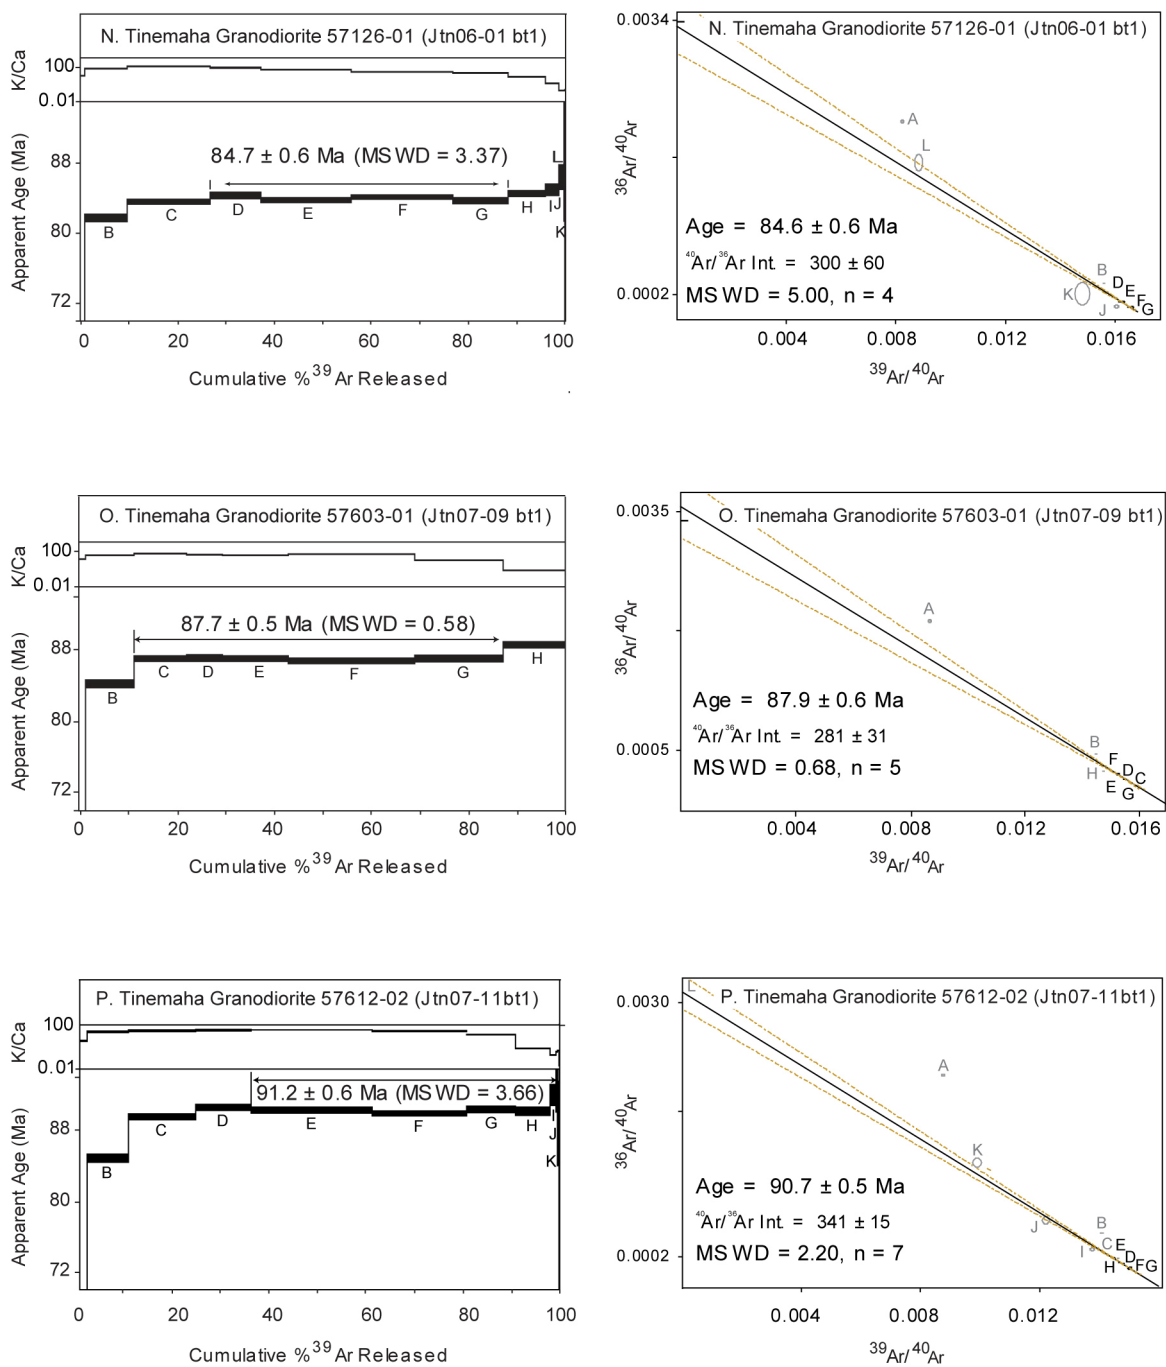 N. Tinemaha Granodiorite 57126-01 (Jtn06-01 bt1)
K/Ca
100
0.01
Apparent Age (Ma)
88
80
72
84.7 ± 0.6 Ma (MSWD = 3.37)
B
C
D
E
F
G
H
I
J
K
L
0
20
40
60
80
100
Cumulative %39 Ar Released
N. Tinemaha Granodiorite 57126-01 (Jtn06-01 bt1)
0.0034
36Ar/40Ar
0.0002
A
L
Age = 84.6 ± 0.6 Ma
40Ar/36Ar Int. = 300 ± 60
MSWD = 5.00, n = 4
B
D
E
F
G
K
J
0.004
0.008
0.012
0.016
39Ar/40Ar
O. Tinemaha Granodiorite 57603-01 (Jtn07-09 bt1)
K/Ca
100
0.01
Apparent Age (Ma)
88
80
72
87.7 ± 0.5 Ma (MSWD = 0.58)
B
C
D
E
F
G
H
0
20
40
60
80
100
Cumulative %39 Ar Released
O. Tinemaha Granodiorite 57603-01 (Jtn07-09 bt1)
0.0035
36Ar/40Ar
0.0005
A
Age = 87.9 ± 0.6 Ma
40Ar/36Ar Int. = 281 ± 31
MSWD = 0.68, n = 5
B
F
D
C
H
E
G
0.004
0.008
0.012
0.016
39Ar/40Ar
P. Tinemaha Granodiorite 57612-02 (Jtn07-11bt1)
K/Ca
100
0.01
Apparent Age (Ma)
88
80
72
91.2 ± 0.6 Ma (MSWD = 3.66)
B
C
D
E
F
G
H
I
J
K
0
20
40
60
80
100
Cumulative %39 Ar Released
L
P. Tinemaha Granodiorite 57612-02 (Jtn07-11bt1)
0.0030
36Ar/40Ar
0.0002
A
K
Age = 90.7 ± 0.5 Ma
40Ar/36Ar Int. = 341 ± 15
MSWD = 2.20, n = 7
J
B
I
C
E
H
D
F
G
0.004
0.008
0.012
39Ar/40Ar